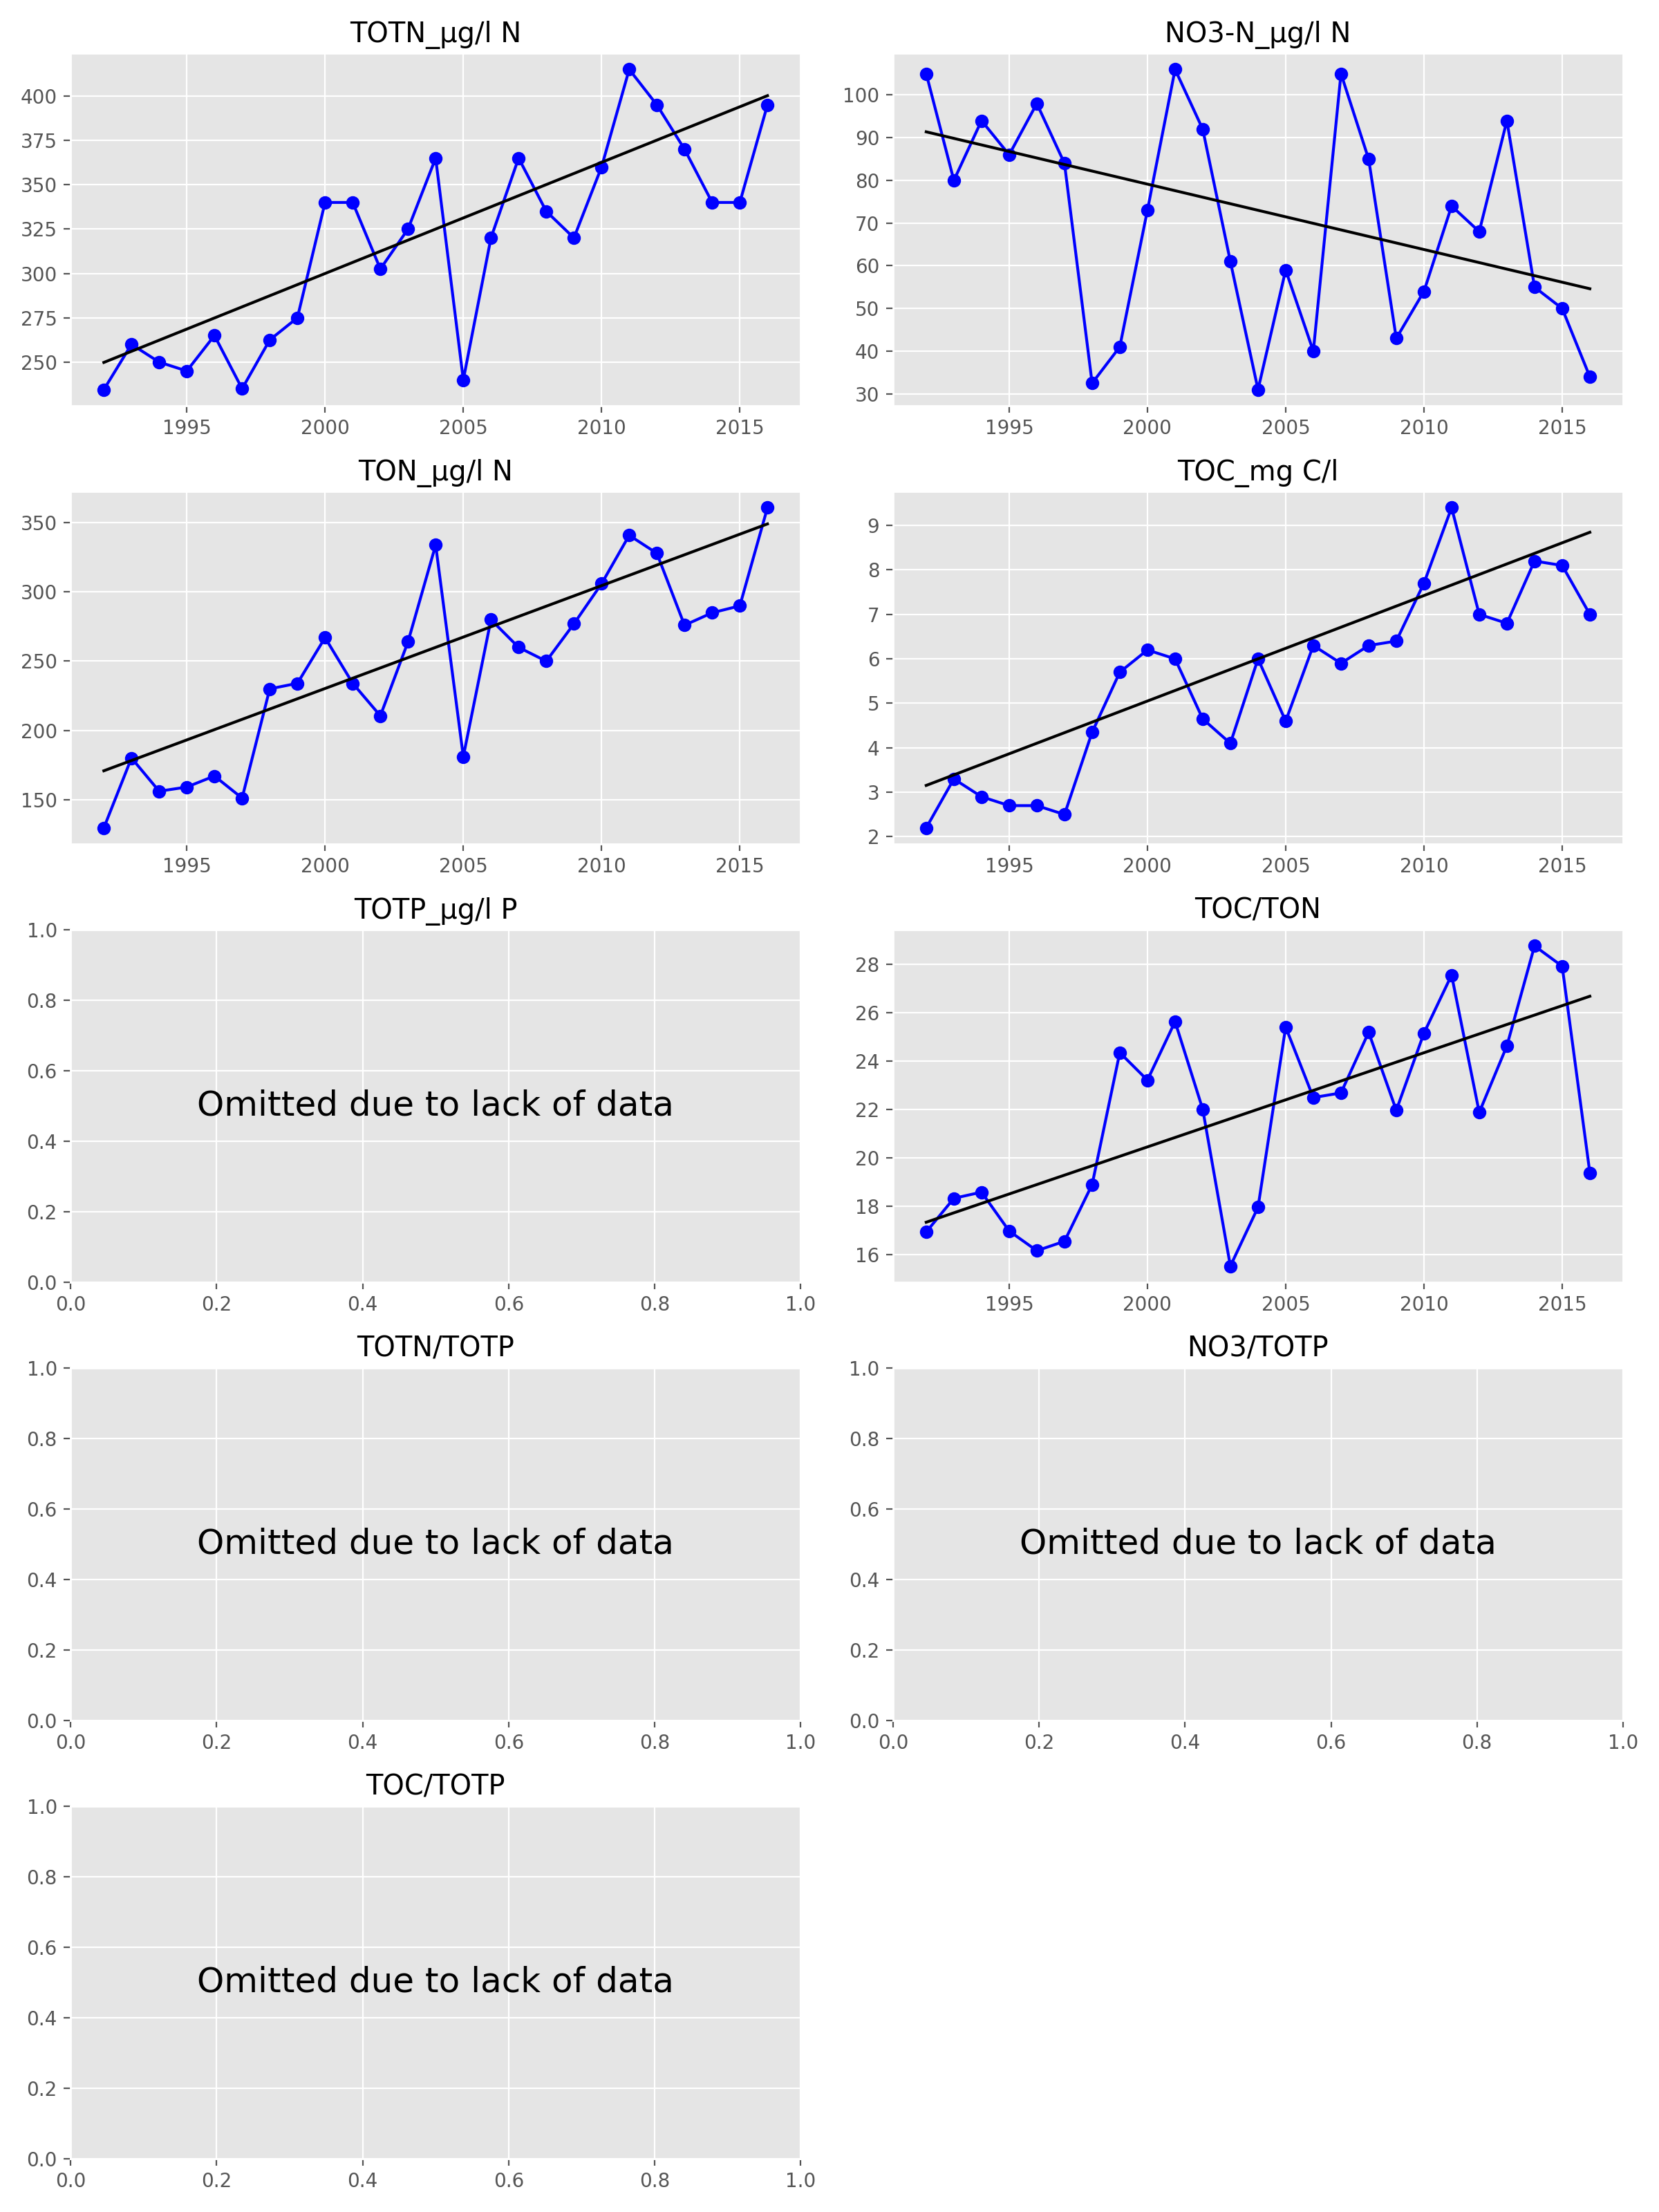 TOTN_µg/l N
400
375
350
325
300
275
250
1995 2000 2005 2010 2015
NO3-N_µg/l N
100
90
80
70
60
50
40
30
1995 2000 2005 2010 2015
TON_µg/l N
350
300
250
200
150
1995 2000 2005 2010 2015
TOC_mg C/l
9
8
7
6
5
4
3
2
1995 2000 2005 2010 2015
TOTP_µg/l P
1.0
0.8
0.6
Omitted due to lack of data
0.4
0.2
0.0
0.0 0.2 0.4 0.6 0.8 1.0
TOC/TON
28
26
24
22
20
18
16
1995 2000 2005 2010 2015
TOTN/TOTP
1.0
0.8
0.6
Omitted due to lack of data
0.4
0.2
0.0
0.0 0.2 0.4 0.6 0.8 1.0
NO3/TOTP
1.0
0.8
0.6
Omitted due to lack of data
0.4
0.2
0.0
0.0 0.2 0.4 0.6 0.8 1.0
TOC/TOTP
1.0
0.8
0.6
Omitted due to lack of data
0.4
0.2
0.0
0.0 0.2 0.4 0.6 0.8 1.0